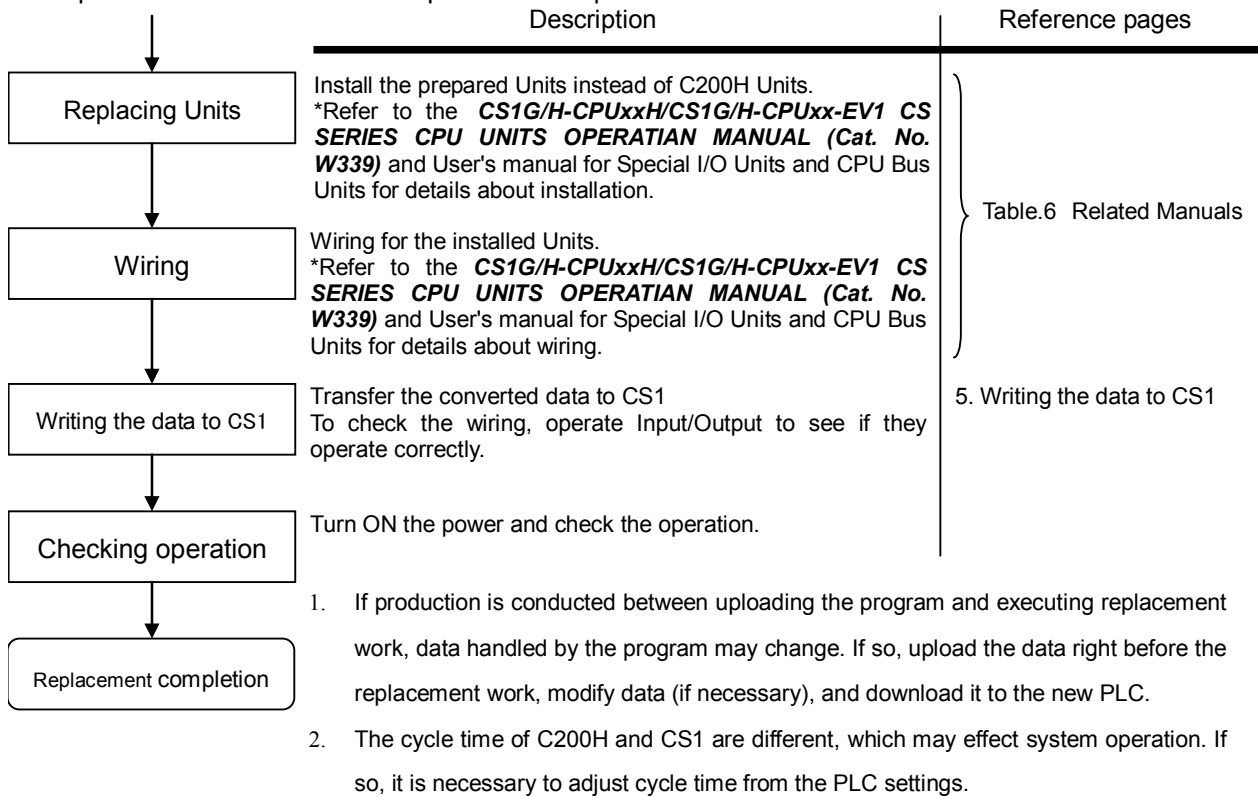 Description
Reference pages
Replacing Units
Install the prepared Units instead of C200H Units.
*Refer to the CS1G/H-CPUxxH/CS1G/H-CPUxx-EV1 CS
SERIES CPU UNITS OPERATIAN MANUAL (Cat. No.
W339) and User's manual for Special I/O Units and CPU Bus
Units for details about installation.
Table.6 Related Manuals
Wiring
Wiring for the installed Units.
*Refer to the CS1G/H-CPUxxH/CS1G/H-CPUxx-EV1 CS
SERIES CPU UNITS OPERATIAN MANUAL (Cat. No.
W339) and User's manual for Special I/O Units and CPU Bus
Units for details about wiring.
Writing the data to CS1
Transfer the converted data to CS1
To check the wiring, operate Input/Output to see if they
operate correctly.
5. Writing the data to CS1
Checking operation
Turn ON the power and check the operation.
Replacement completion
1. If production is conducted between uploading the program and executing replacement
work, data handled by the program may change. If so, upload the data right before the
replacement work, modify data (if necessary), and download it to the new PLC.
2. The cycle time of C200H and CS1 are different, which may effect system operation. If
so, it is necessary to adjust cycle time from the PLC settings.